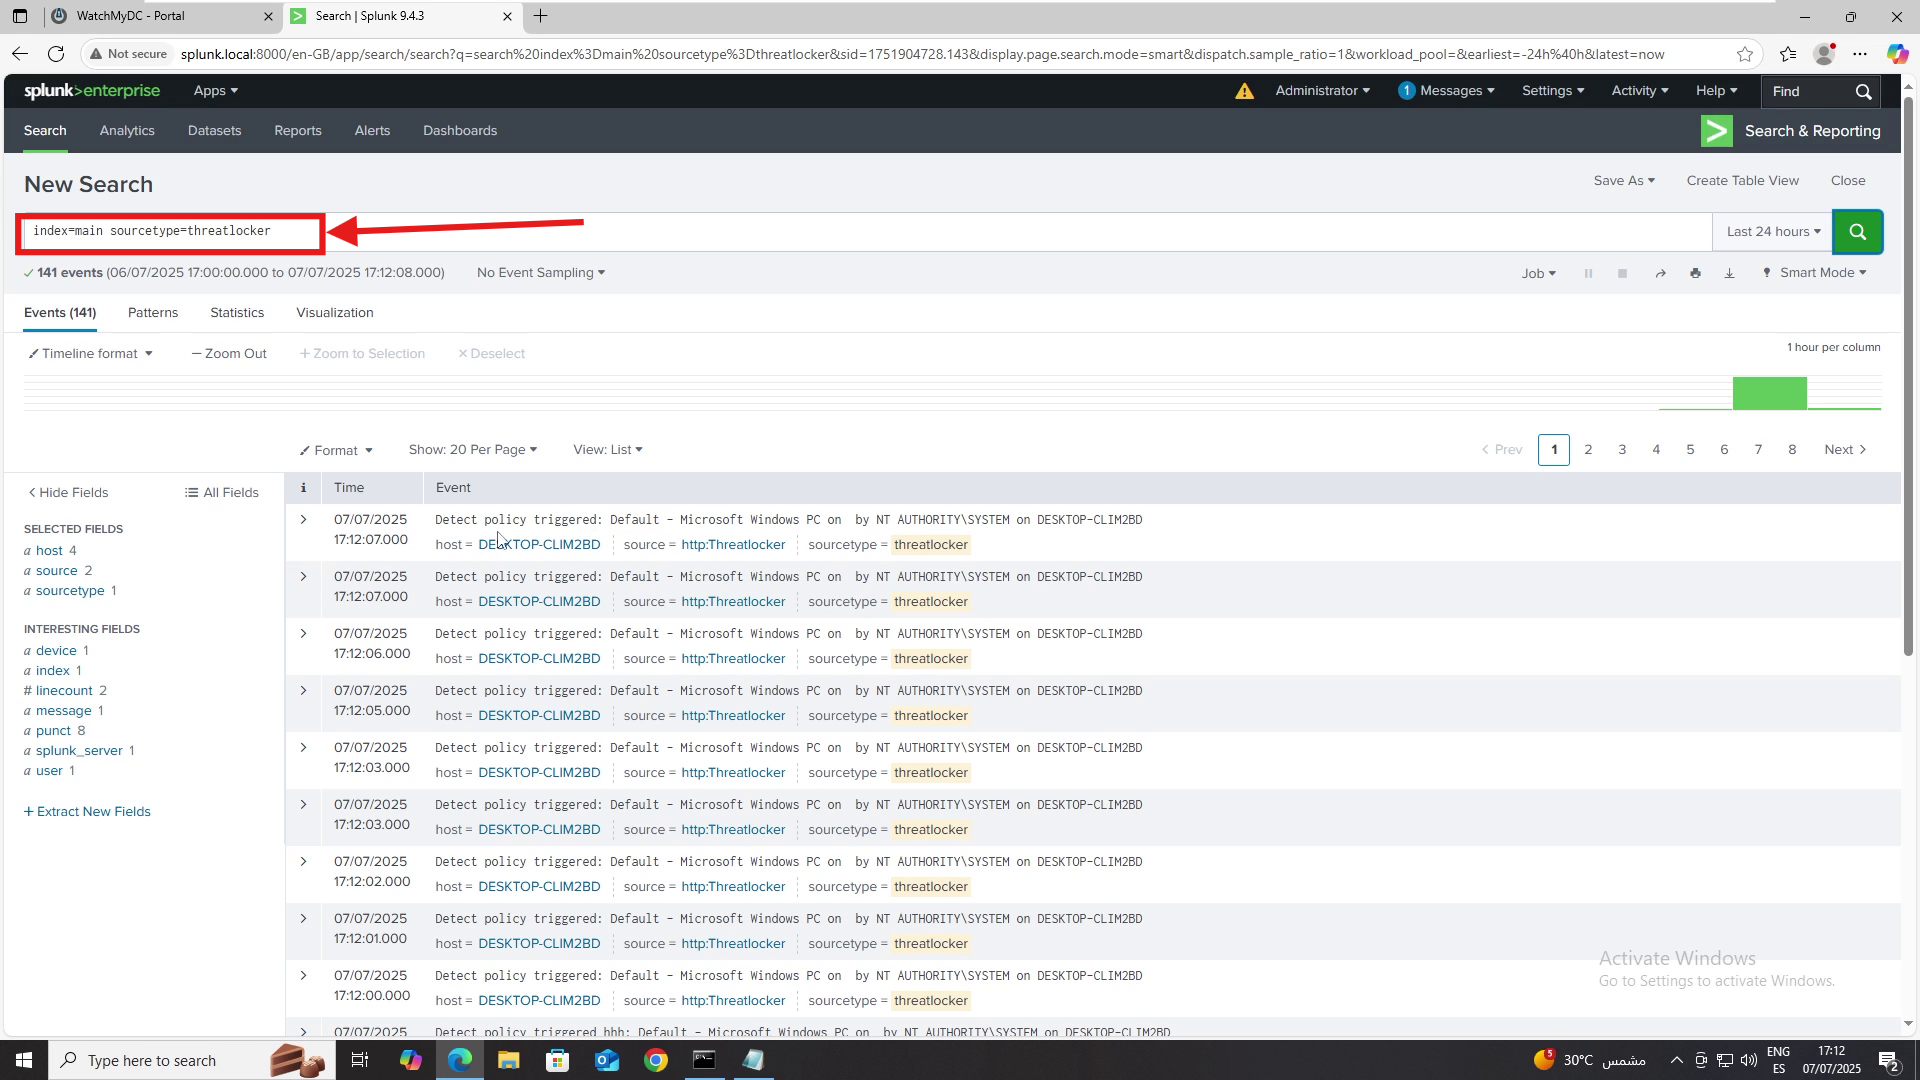 WatchMyDC - Portal
Search | Splunk 9.4.3
Not secure
splunk.local:8000/en-GB/app/search/search?q=search%20index%3Dmain%20sourcetype%3Dthreatlocker&sid=1751904728.143&display.page.search.mode=smart&dispatch.sample_ratio=1&workload_pool=&earliest=-24h%40h&latest=now
splunk>enterprise Apps Administrator 1 Messages Settings Activity Help Find
Search Analytics Datasets Reports Alerts Dashboards Search & Reporting
New Search Save As Create Table View Close
index=main sourcetype=threatlocker Last 24 hours
141 events (06/07/2025 17:00:00.000 to 07/07/2025 17:12:08.000) No Event Sampling Job Smart Mode
Events (141) Patterns Statistics Visualization
Timeline format — Zoom Out + Zoom to Selection × Deselect 1 hour per column
Format Show: 20 Per Page View: List < Prev 1 2 3 4 5 6 7 8 Next >
< Hide Fields All Fields
SELECTED FIELDS
a host 4
a source 2
a sourcetype 1
INTERESTING FIELDS
a device 1
a index 1
# linecount 2
a message 1
a punct 8
a splunk_server 1
a user 1
+ Extract New Fields
i Time Event
> 07/07/2025 17:12:07.000 Detect policy triggered: Default - Microsoft Windows PC on by NT AUTHORITY\SYSTEM on DESKTOP-CLIM2BD
host = DESKTOP-CLIM2BD source = http:Threatlocker sourcetype = threatlocker
> 07/07/2025 17:12:07.000 Detect policy triggered: Default - Microsoft Windows PC on by NT AUTHORITY\SYSTEM on DESKTOP-CLIM2BD
host = DESKTOP-CLIM2BD source = http:Threatlocker sourcetype = threatlocker
> 07/07/2025 17:12:06.000 Detect policy triggered: Default - Microsoft Windows PC on by NT AUTHORITY\SYSTEM on DESKTOP-CLIM2BD
host = DESKTOP-CLIM2BD source = http:Threatlocker sourcetype = threatlocker
> 07/07/2025 17:12:05.000 Detect policy triggered: Default - Microsoft Windows PC on by NT AUTHORITY\SYSTEM on DESKTOP-CLIM2BD
host = DESKTOP-CLIM2BD source = http:Threatlocker sourcetype = threatlocker
> 07/07/2025 17:12:03.000 Detect policy triggered: Default - Microsoft Windows PC on by NT AUTHORITY\SYSTEM on DESKTOP-CLIM2BD
host = DESKTOP-CLIM2BD source = http:Threatlocker sourcetype = threatlocker
> 07/07/2025 17:12:03.000 Detect policy triggered: Default - Microsoft Windows PC on by NT AUTHORITY\SYSTEM on DESKTOP-CLIM2BD
host = DESKTOP-CLIM2BD source = http:Threatlocker sourcetype = threatlocker
> 07/07/2025 17:12:02.000 Detect policy triggered: Default - Microsoft Windows PC on by NT AUTHORITY\SYSTEM on DESKTOP-CLIM2BD
host = DESKTOP-CLIM2BD source = http:Threatlocker sourcetype = threatlocker
> 07/07/2025 17:12:01.000 Detect policy triggered: Default - Microsoft Windows PC on by NT AUTHORITY\SYSTEM on DESKTOP-CLIM2BD
host = DESKTOP-CLIM2BD source = http:Threatlocker sourcetype = threatlocker
> 07/07/2025 17:12:00.000 Detect policy triggered: Default - Microsoft Windows PC on by NT AUTHORITY\SYSTEM on DESKTOP-CLIM2BD
host = DESKTOP-CLIM2BD source = http:Threatlocker sourcetype = threatlocker
> 07/07/2025 Detect policy triggered hhh: Default - Microsoft Windows PC on by NT AUTHORITY\SYSTEM on DESKTOP-CLIM2BD
Activate Windows
Go to Settings to activate Windows.
Type here to search 5 30°C مشمس ENG ES 17:12 07/07/2025 2